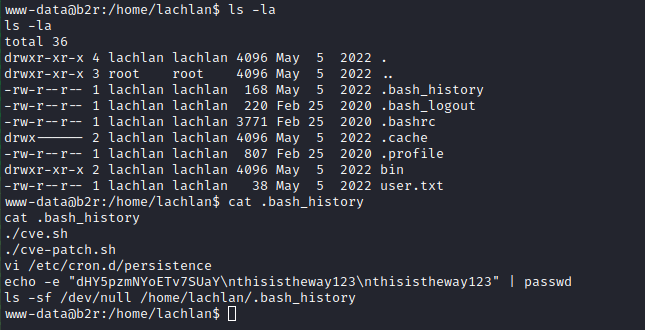 www-data@b2r:/home/lachlan$ ls -la
ls -la
total 36
drwxr-xr-x 4 lachlan lachlan 4096 May  5  2022 .
drwxr-xr-x 3 root    root    4096 May  5  2022 ..
-rw-r--r-- 1 lachlan lachlan  168 May  5  2022 .bash_history
-rw-r--r-- 1 lachlan lachlan  220 Feb 25  2020 .bash_logout
-rw-r--r-- 1 lachlan lachlan 3771 Feb 25  2020 .bashrc
drwx------ 2 lachlan lachlan 4096 May  5  2022 .cache
-rw-r--r-- 1 lachlan lachlan  807 Feb 25  2020 .profile
drwxr-xr-x 2 lachlan lachlan 4096 May  5  2022 bin
-rw-r--r-- 1 lachlan lachlan   38 May  5  2022 user.txt
www-data@b2r:/home/lachlan$ cat .bash_history
cat .bash_history
./cve.sh
./cve-patch.sh
vi /etc/cron.d/persistence
echo -e "dHY5pzmNYoETv7SUaY\nthisistheway123\nthisistheway123" | passwd
ls -sf /dev/null /home/lachlan/.bash_history
www-data@b2r:/home/lachlan$